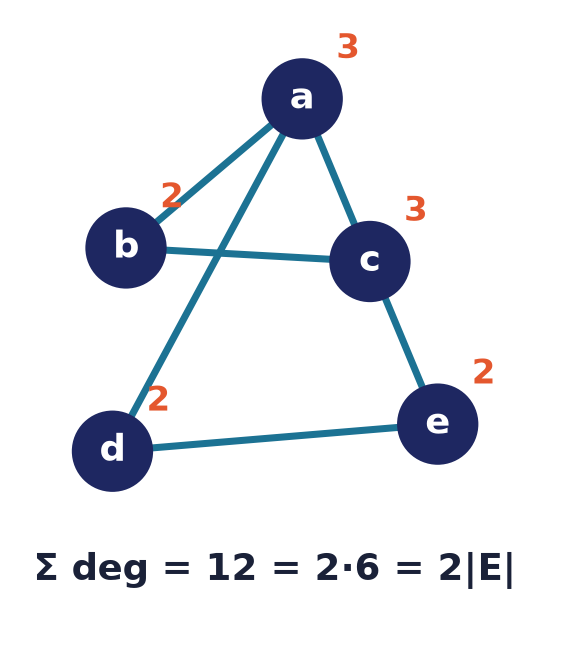 3
a
2
3
b
c
2
2
e
d
Σ deg = 12 = 2·6 = 2|E|